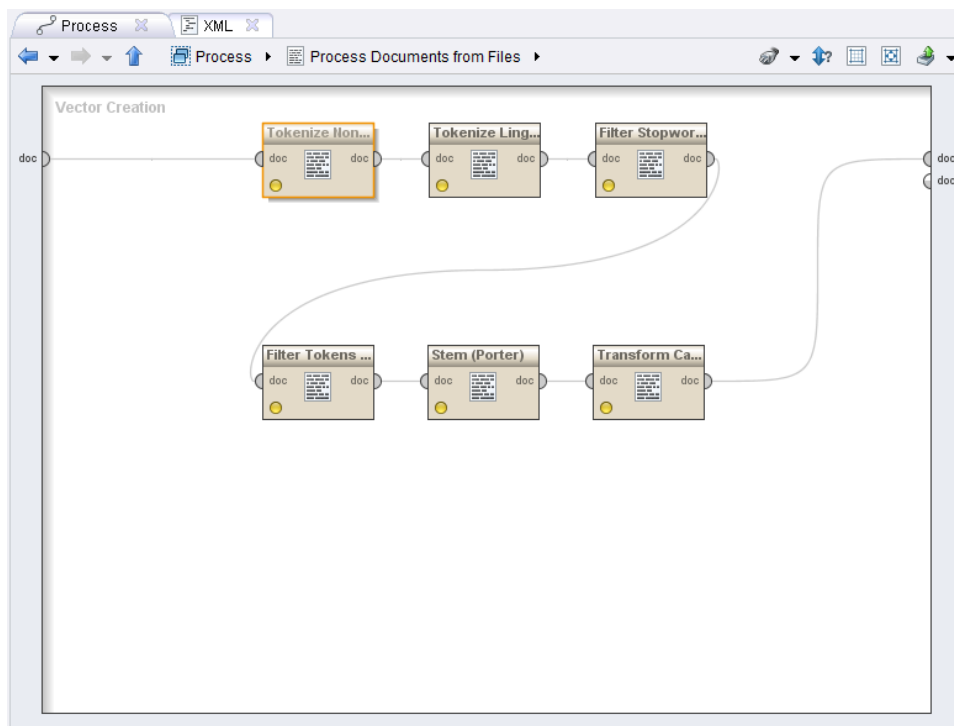 Process XML
Process Process Documents from Files
Vector Creation
Tokenize Non... Tokenize Ling... Filter Stopwor...
doc doc doc doc doc doc doc doc
doc
Filter Tokens ... Stem (Porter) Transform Ca...
doc doc doc doc doc doc